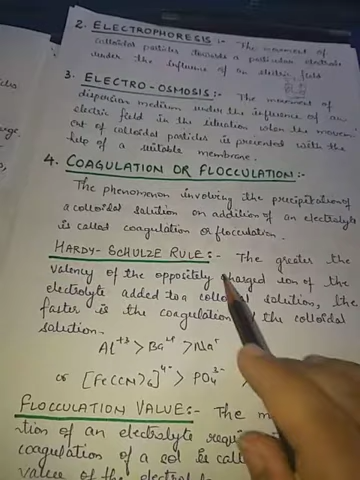 2. ELECTROPHORESIS :- The movement of
colloidal particles towards a particular electrode
under the influence of an electric field
3. ELECTRO-OSMOSIS:- The movement of
dispersion medium under the influence of an
electric field in the situation when the movem
ent of colloidal particles is prevented with the
help of a suitable membrane.
4. COAGULATION OR FLOCCULATION:-
The phenomenon involving the precipitation of
a colloidal solution on addition of an electrolyte
is called coagulation or flocculation.
HARDY-SCHULZE RULE:- The greater the
valency of the oppositely charged ion of the
electrolyte added to a colloidal solution, the
faster is the coagulation of the colloidal
solution.
Al+3 > Ba2+ > Na+
or [Fe(CN)6]4- > PO43- >
FLOCCULATION VALUE:- The m
tion of an electrolyte requi
coagulation of a sol is call
value of the